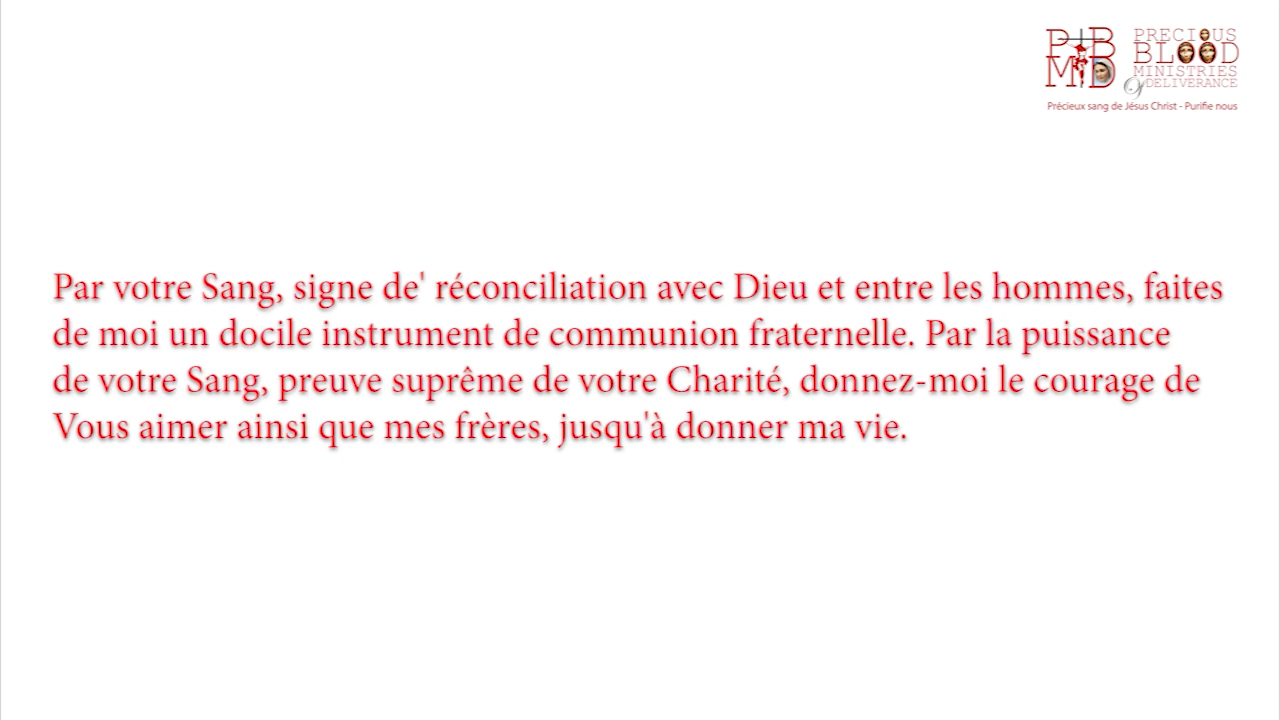 PBMD
PRECIOUS
BLOOD
MINISTRIES
Of DELIVERANCE
Précieux sang de Jésus Christ - Purifie nous
Par votre Sang, signe de' réconciliation avec Dieu et entre les hommes, faites
de moi un docile instrument de communion fraternelle. Par la puissance
de votre Sang, preuve suprême de votre Charité, donnez-moi le courage de
Vous aimer ainsi que mes frères, jusqu'à donner ma vie.